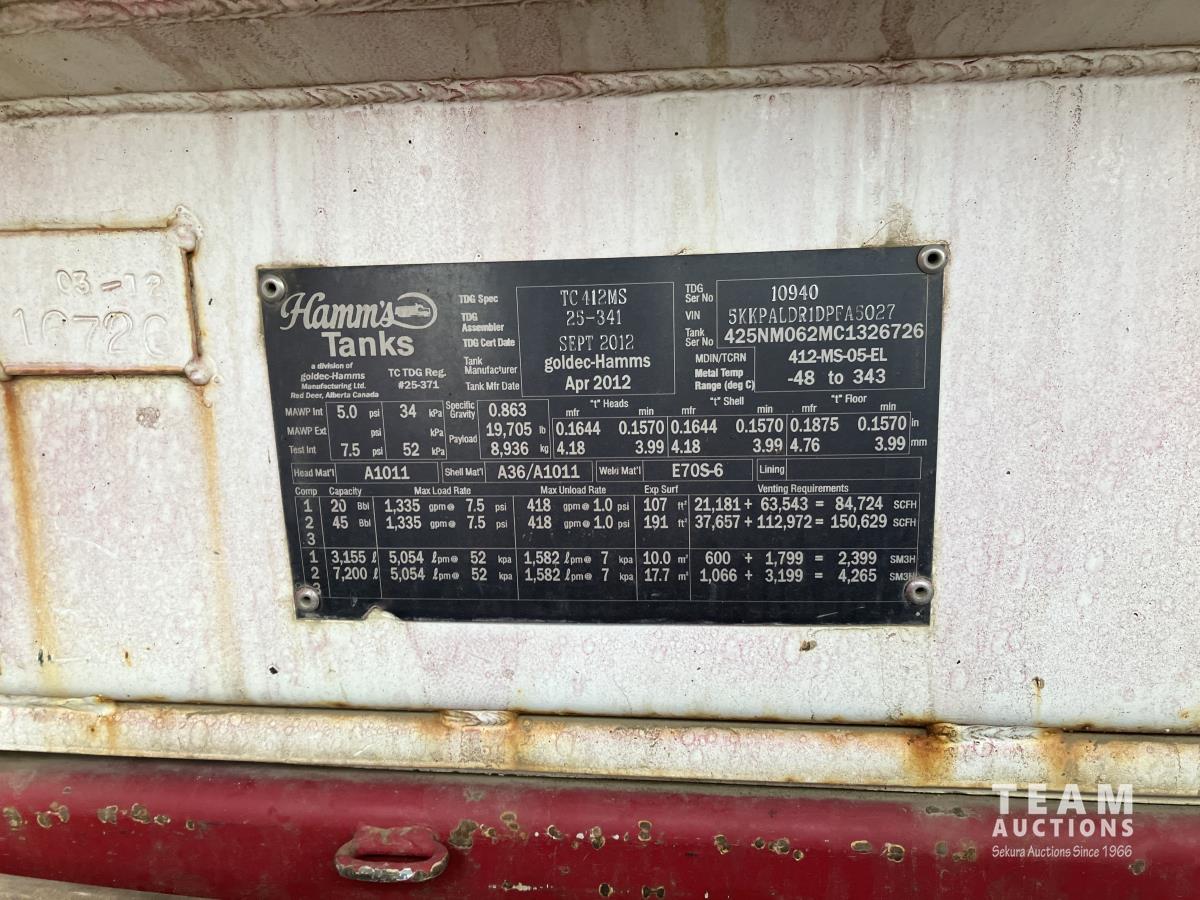 03-12
16726
Hamm's
Tanks
a division of
goldec-Hamms
Manufacturing Ltd.
Red Deer, Alberta Canada
TC TDG Reg.
#25-371
TDG Spec TC 412MS
TDG Assembler 25-341
TDG Cert Date SEPT 2012
Tank Manufacturer goldec-Hamms
Tank Mfr Date Apr 2012
TDG Ser No 10940
VIN 5KKPALDR1DPFA5027
Tank Ser No 425NM062MC1326726
MDIN/TCRN 412-MS-05-EL
Metal Temp Range (deg C) -48 to 343
MAWP Int 5.0 psi 34 kPa
MAWP Ext psi kPa
Test Int 7.5 psi 52 kPa
Specific Gravity 0.863
Payload 19,705 lb
8,936 kg
"t" Heads "t" Shell "t" Floor
mfr min mfr min mfr min
0.1644 0.1570 0.1644 0.1570 0.1875 0.1570 in
4.18 3.99 4.18 3.99 4.76 3.99 mm
Head Mat'l A1011 Shell Mat'l A36/A1011 Weld Mat'l E70S-6 Lining
Comp Capacity Max Load Rate Max Unload Rate Exp Surf Venting Requirements
1 20 Bbl 1,335 gpm@ 7.5 psi 418 gpm@ 1.0 psi 107 ft² 21,181 + 63,543 = 84,724 SCFH
2 45 Bbl 1,335 gpm@ 7.5 psi 418 gpm@ 1.0 psi 191 ft² 37,657 + 112,972 = 150,629 SCFH
3
1 3,155 ℓ 5,054 ℓpm@ 52 kpa 1,582 ℓpm@ 7 kpa 10.0 m² 600 + 1,799 = 2,399 SM3H
2 7,200 ℓ 5,054 ℓpm@ 52 kpa 1,582 ℓpm@ 7 kpa 17.7 m² 1,066 + 3,199 = 4,265 SM3H
3
TEAM
AUCTIONS
Sekura Auctions Since 1966